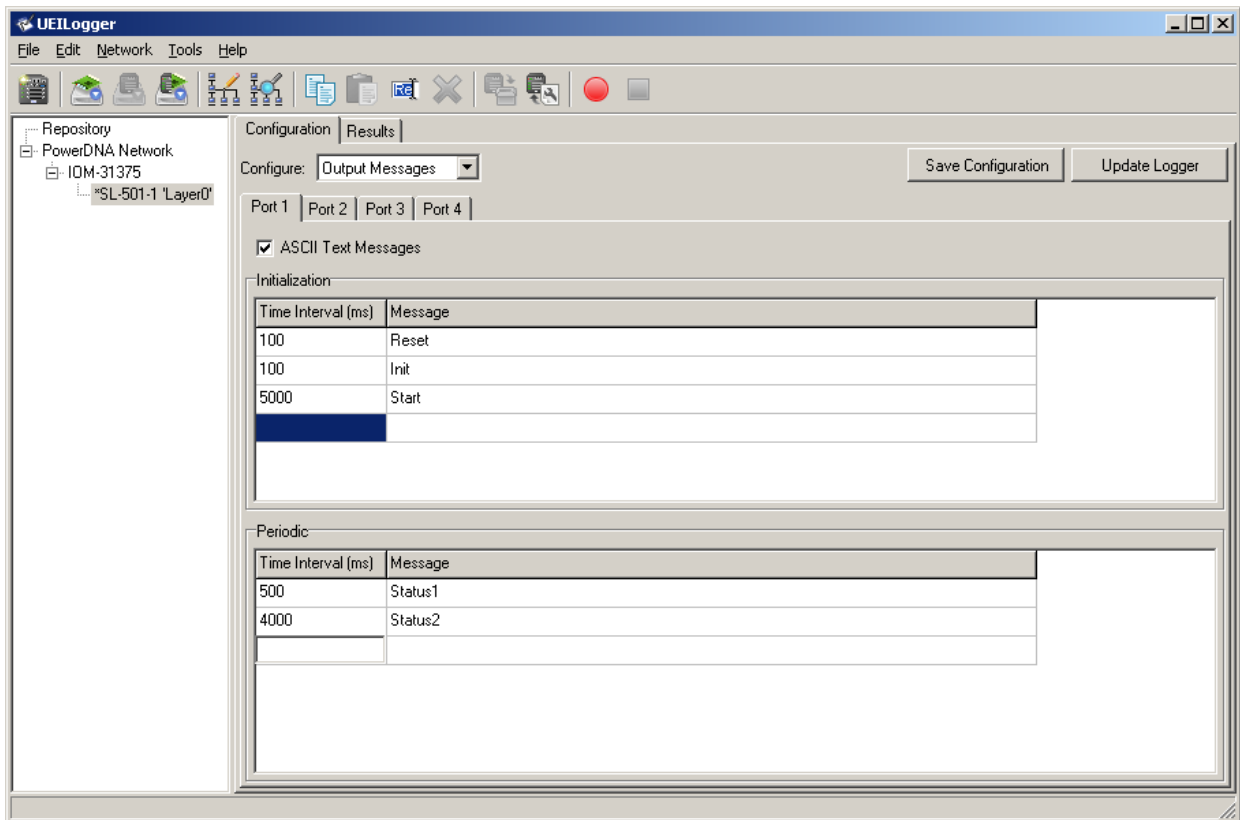 UEILogger
File Edit Network Tools Help
Repository
PowerDNA Network
IOM-31375
*SL-501-1 'Layer0'
Configuration Results
Configure: Output Messages Save Configuration Update Logger
Port 1 Port 2 Port 3 Port 4
ASCII Text Messages
Initialization
Time Interval (ms) Message
100 Reset
100 Init
5000 Start
Periodic
Time Interval (ms) Message
500 Status1
4000 Status2